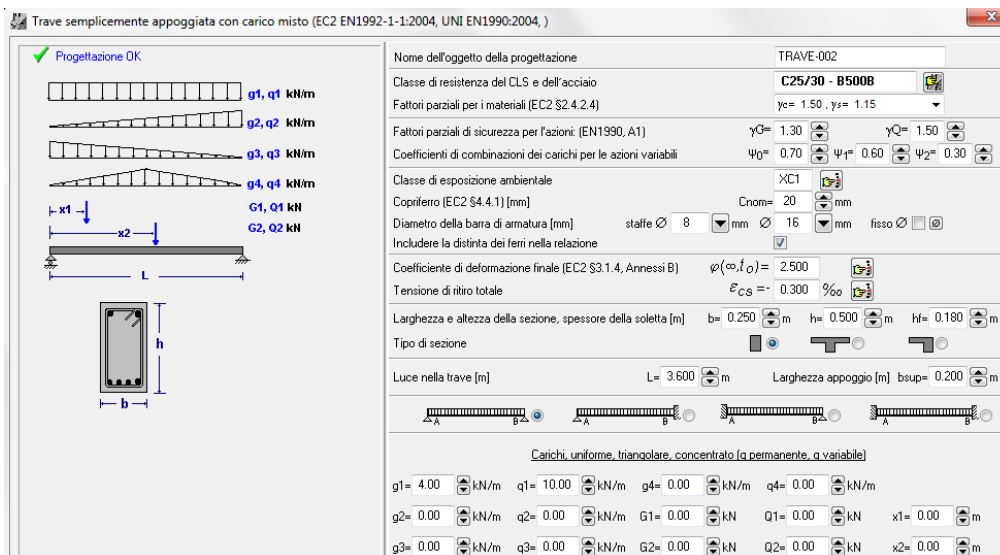 Trave semplicemente appoggiata con carico misto (EC2 EN1992-1-1:2004, UNI EN1990:2004, )
Progettazione OK
g1, q1 kN/m
g2, q2 kN/m
g3, q3 kN/m
g4, q4 kN/m
x1
G1, Q1 kN
x2
G2, Q2 kN
L
h
b
Nome dell'oggetto della progettazione TRAVE-002
Classe di resistenza del CLS e dell'acciaio C25/30 - B500B
Fattori parziali per i materiali (EC2 §2.4.2.4) γc= 1.50 , γs= 1.15
Fattori parziali di sicurezza per l'azioni: (EN1990, A1) γG= 1.30 γQ= 1.50
Coefficienti di combinazioni dei carichi per le azioni variabili Ψ0= 0.70 Ψ1= 0.60 Ψ2= 0.30
Classe di esposizione ambientale XC1
Copriferro (EC2 §4.4.1) [mm] Cnom= 20 mm
Diametro della barra di armatura [mm] staffe Ø 8 mm Ø 16 mm fisso Ø Ø
Includere la distinta dei ferri nella relazione
Coefficiente di deformazione finale (EC2 §3.1.4, Annessi B) φ(∞,to)= 2.500
Tensione di ritiro totale εCS =- 0.300 ‰
Larghezza e altezza della sezione, spessore della soletta [m] b= 0.250 m h= 0.500 m hf= 0.180 m
Tipo di sezione
Luce nella trave [m] L= 3.600 m Larghezza appoggio [m] bsup= 0.200 m
A B A B A B A B
Carichi, uniforme, triangolare, concentrato (g permanente, q variabile)
g1= 4.00 kN/m q1= 10.00 kN/m g4= 0.00 kN/m q4= 0.00 kN/m
g2= 0.00 kN/m q2= 0.00 kN/m G1= 0.00 kN Q1= 0.00 kN x1= 0.00 m
g3= 0.00 kN/m q3= 0.00 kN/m G2= 0.00 kN Q2= 0.00 kN x2= 0.00 m